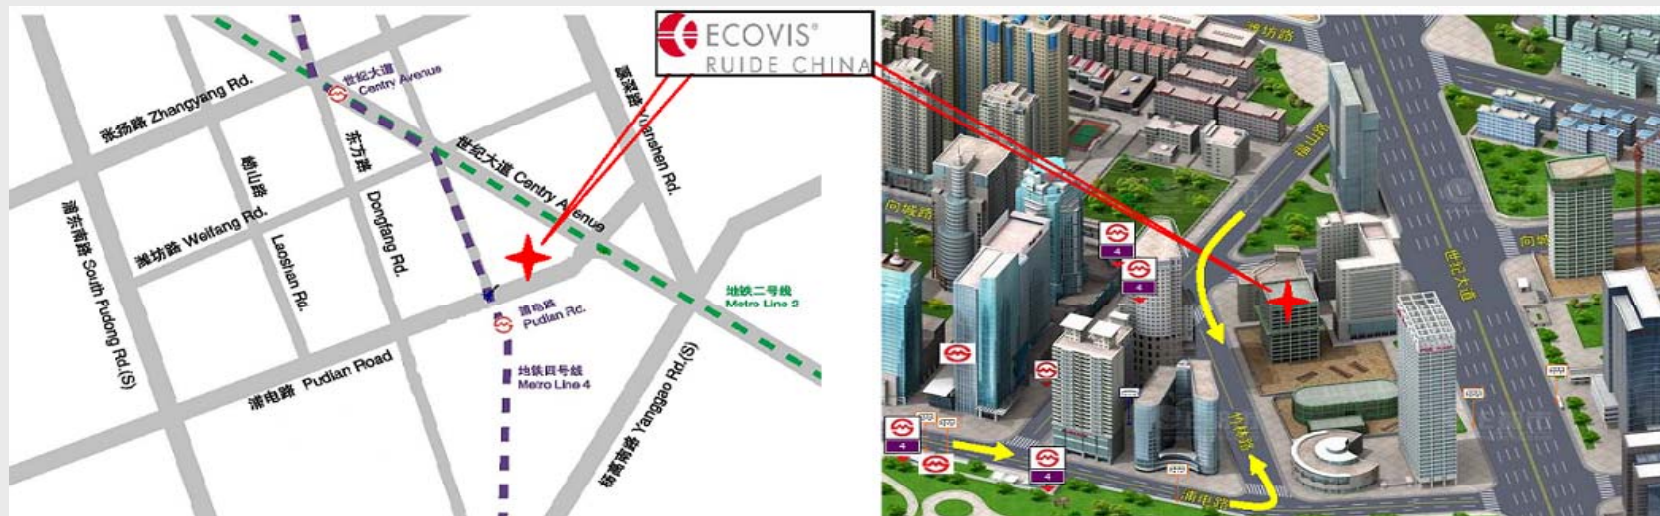 ECOVIS®
RUIDE CHINA
世纪大道
Centry Avenue
张扬路 Zhangyang Rd.
源深路 Yuanshen Rd.
东方路
Dongfang Rd.
世纪大道 Centry Avenue
崂山路
Laoshan Rd.
潍坊路 Weifang Rd.
浦东南路 South Pudong Rd.(S)
地铁二号线
Metro Line 2
浦电路
Pudian Rd.
地铁四号线
Metro Line 4
浦电路 Pudian Road
杨高南路 Yanggao Rd.(S)
潍坊路
福山路
向城路
4
4
向城
世纪大道
竹林路
4
4
浦电路